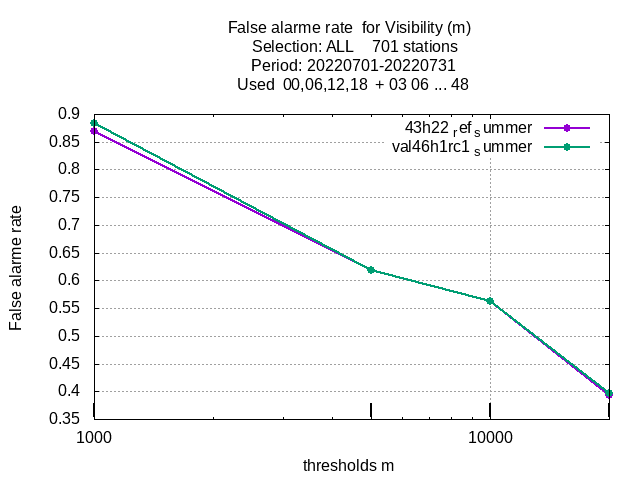 False alarme rate  for Visibility (m)
Selection: ALL    701 stations
Period: 20220701-20220731
Used  00,06,12,18  + 03 06 ... 48
43h22refsummer
val46h1rc1summer
0.9
0.85
0.8
0.75
0.7
0.65
0.6
0.55
0.5
0.45
0.4
0.35
False alarme rate
1000
10000
thresholds m